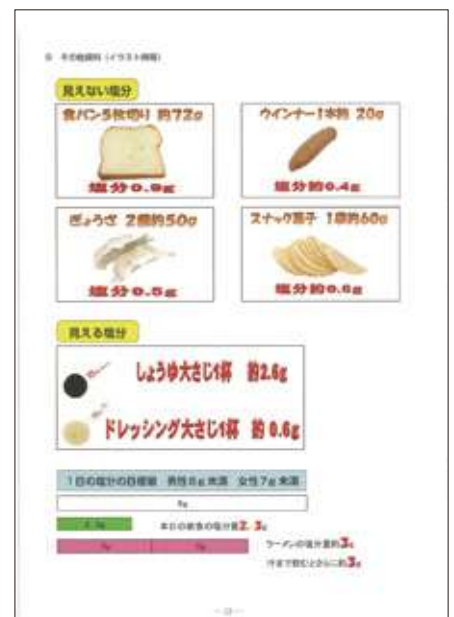 見えない塩分
食パン5枚切り 約72g
塩分0.9g
ウインナー1本約 20g
塩分約0.4g
ぎょうざ 2個約50g
塩分0.5g
スナック菓子 1袋約60g
塩分約0.6g
見える塩分
しょうゆ大さじ1杯 約2.6g
ドレッシング大さじ1杯 約 0.6g
1日の塩分の目標値 男性8g未満 女性7g未満
8g
本日の給食の塩分量2.3g
3g 3g
ラーメンの塩分量約3g
汁まで飲むとさらに約3g